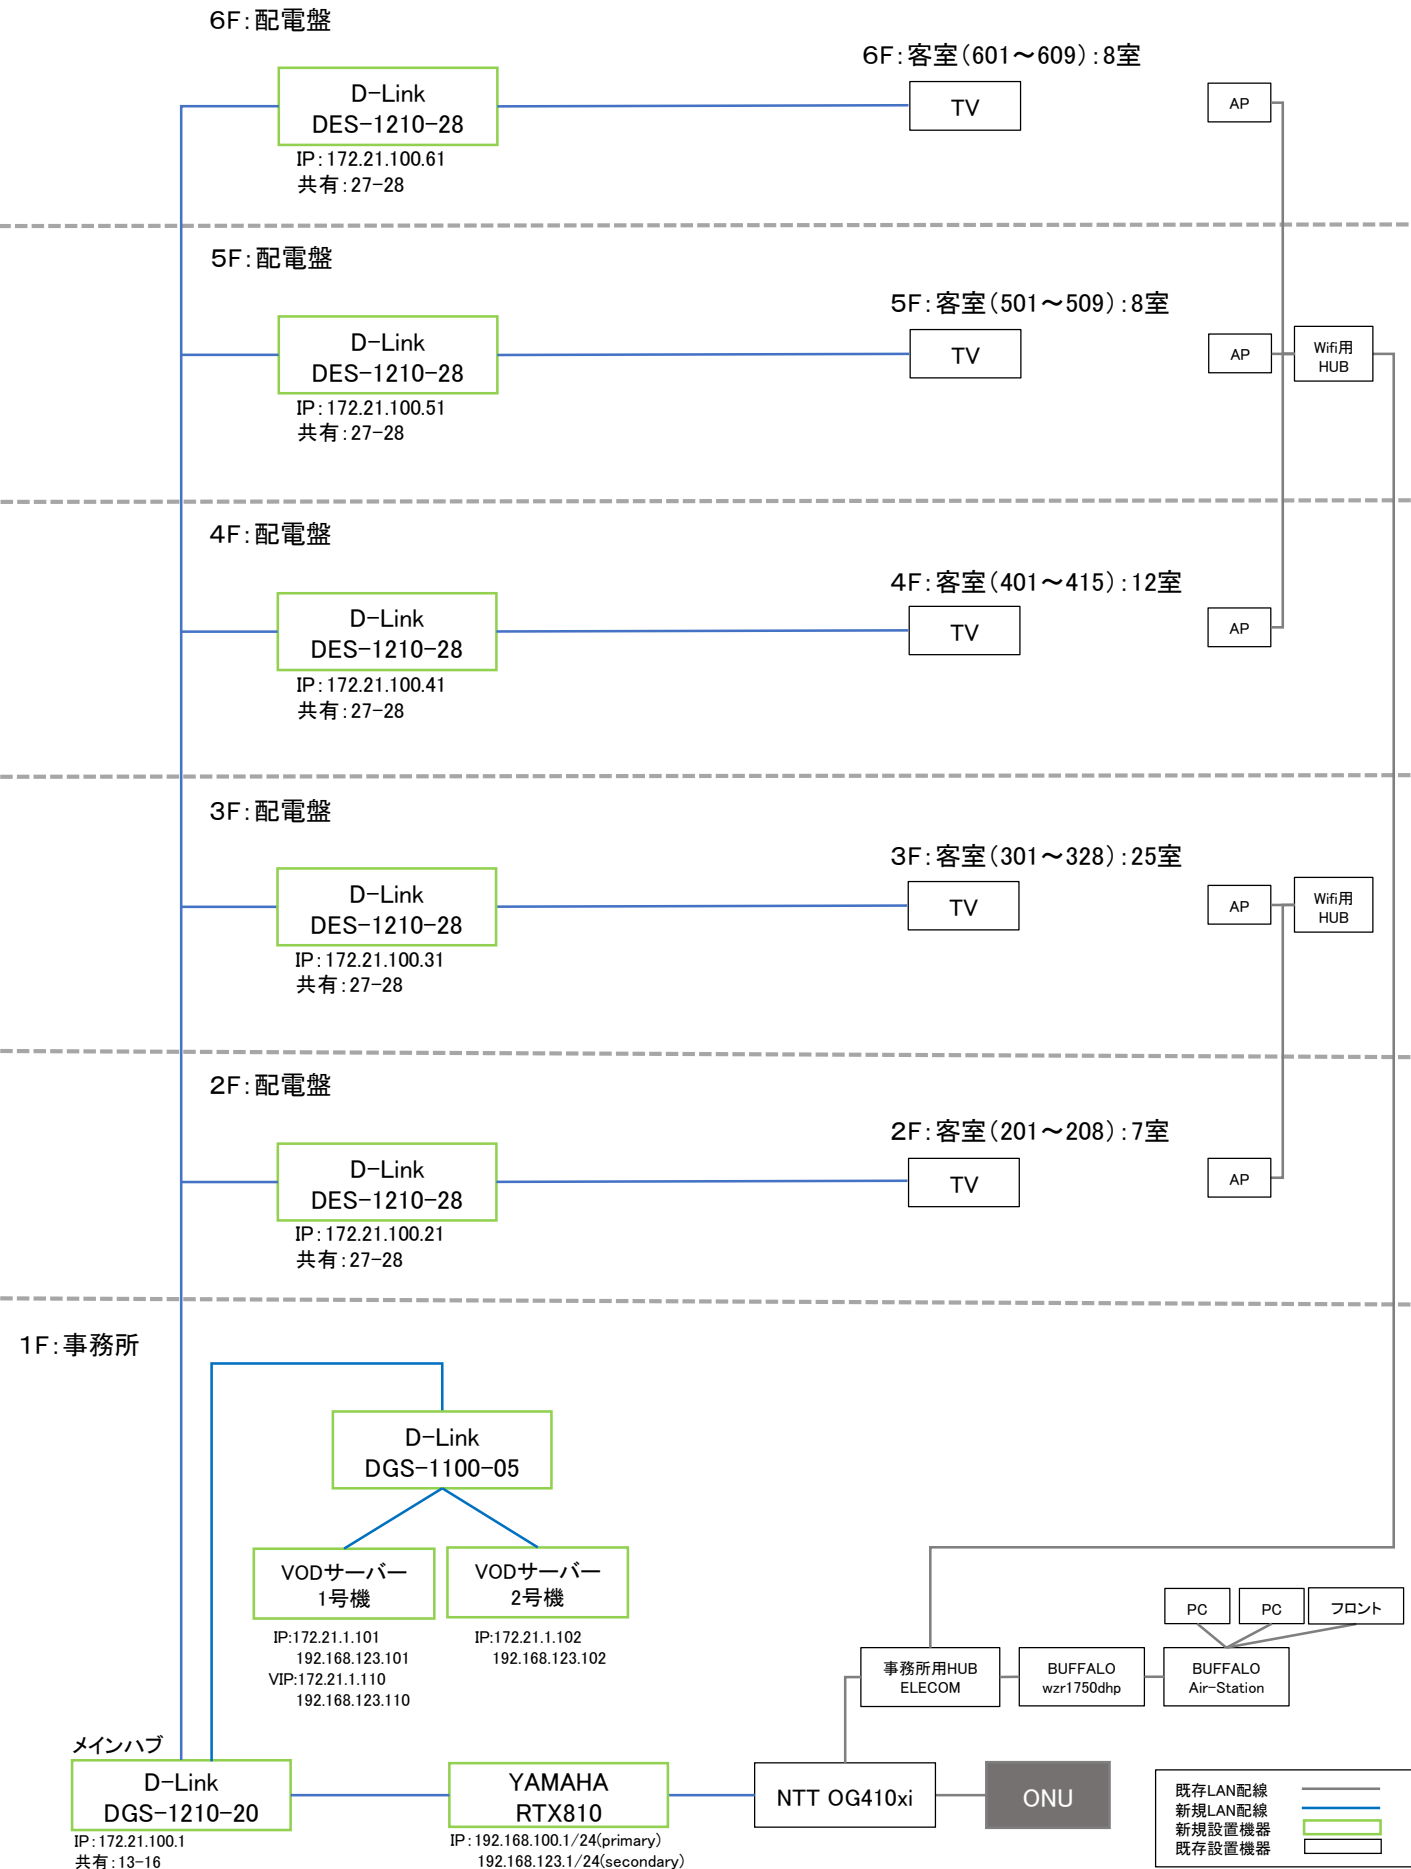 6F:配電盤
6F:客室(601～609):8室
D-Link
DES-1210-28
TV
AP
IP:172.21.100.61
共有:27-28
5F:配電盤
5F:客室(501～509):8室
D-Link
DES-1210-28
TV
AP
Wifi用
HUB
IP:172.21.100.51
共有:27-28
4F:配電盤
4F:客室(401～415):12室
D-Link
DES-1210-28
TV
AP
IP:172.21.100.41
共有:27-28
3F:配電盤
3F:客室(301～328):25室
D-Link
DES-1210-28
TV
AP
Wifi用
HUB
IP:172.21.100.31
共有:27-28
2F:配電盤
2F:客室(201～208):7室
D-Link
DES-1210-28
TV
AP
IP:172.21.100.21
共有:27-28
1F:事務所
D-Link
DGS-1100-05
VODサーバー
1号機
VODサーバー
2号機
IP:172.21.1.101
192.168.123.101
VIP:172.21.1.110
192.168.123.110
IP:172.21.1.102
192.168.123.102
PC
PC
フロント
事務所用HUB
ELECOM
BUFFALO
wzr1750dhp
BUFFALO
Air-Station
メインハブ
D-Link
DGS-1210-20
IP:172.21.100.1
共有:13-16
YAMAHA
RTX810
IP:192.168.100.1/24(primary)
192.168.123.1/24(secondary)
NTT OG410xi
ONU
既存LAN配線
新規LAN配線
新規設置機器
既存設置機器